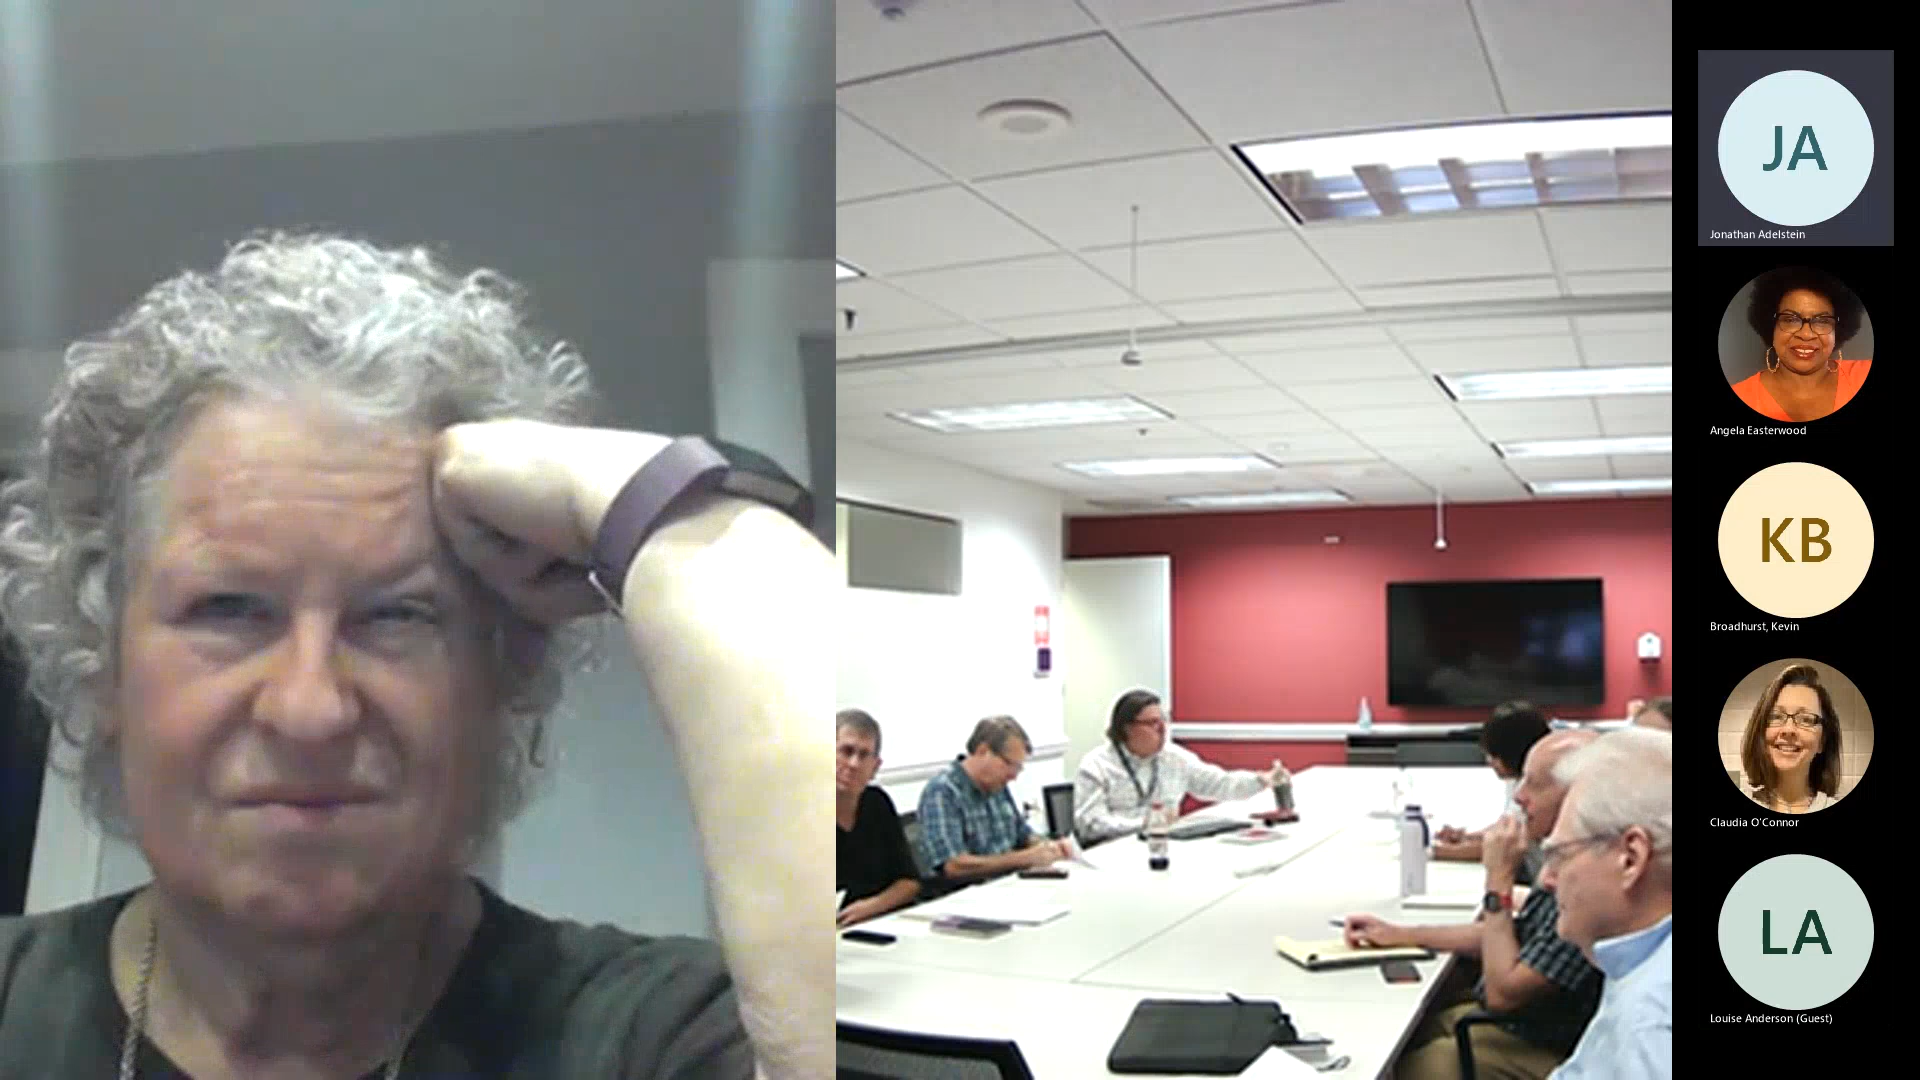 JA
Jonathan Adelstein
Angela Easterwood
KB
Broadhurst, Kevin
Claudia O'Connor
LA
Louise Anderson (Guest)